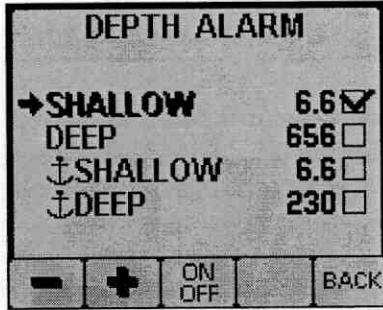 DEPTH ALARM
➔SHALLOW 6.6 ☑
DEEP 656 ☐
⚓SHALLOW 6.6 ☐
⚓DEEP 230 ☐
− + ON OFF BACK